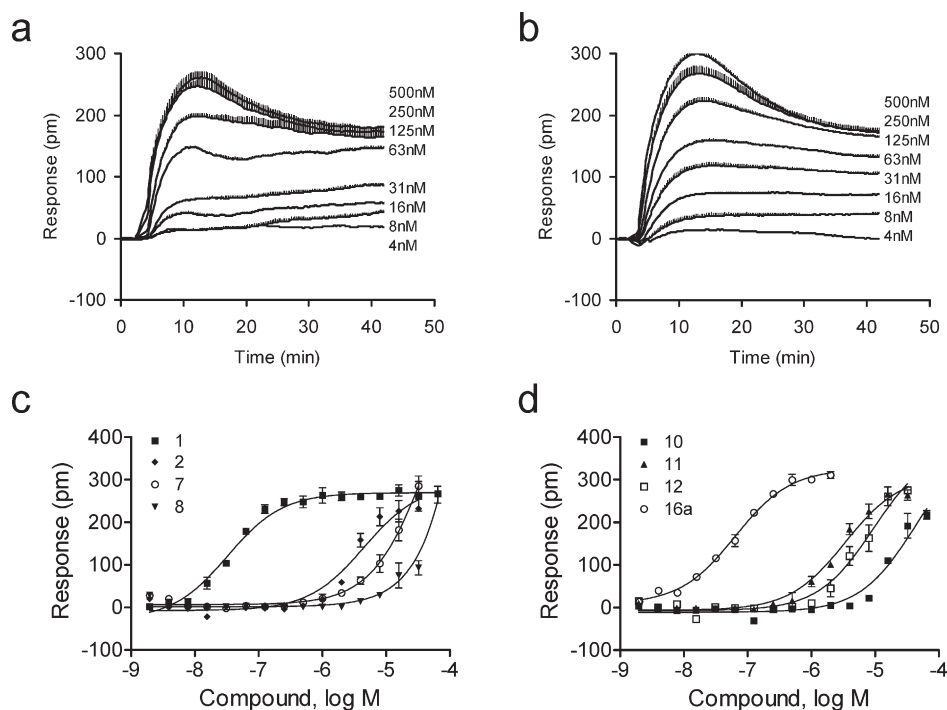 a
300
200
100
0
-100
Response (pm)
0 10 20 30 40 50
Time (min)
500nM
250nM
125nM
63nM
31nM
16nM
8nM
4nM
b
300
200
100
0
-100
Response (pm)
0 10 20 30 40 50
Time (min)
500nM
250nM
125nM
63nM
31nM
16nM
8nM
4nM
c
400
300
200
100
0
-100
Response (pm)
1
2
7
8
-9 -8 -7 -6 -5 -4
Compound, log M
d
400
300
200
100
0
-100
Response (pm)
10
11
12
16a
-9 -8 -7 -6 -5 -4
Compound, log M